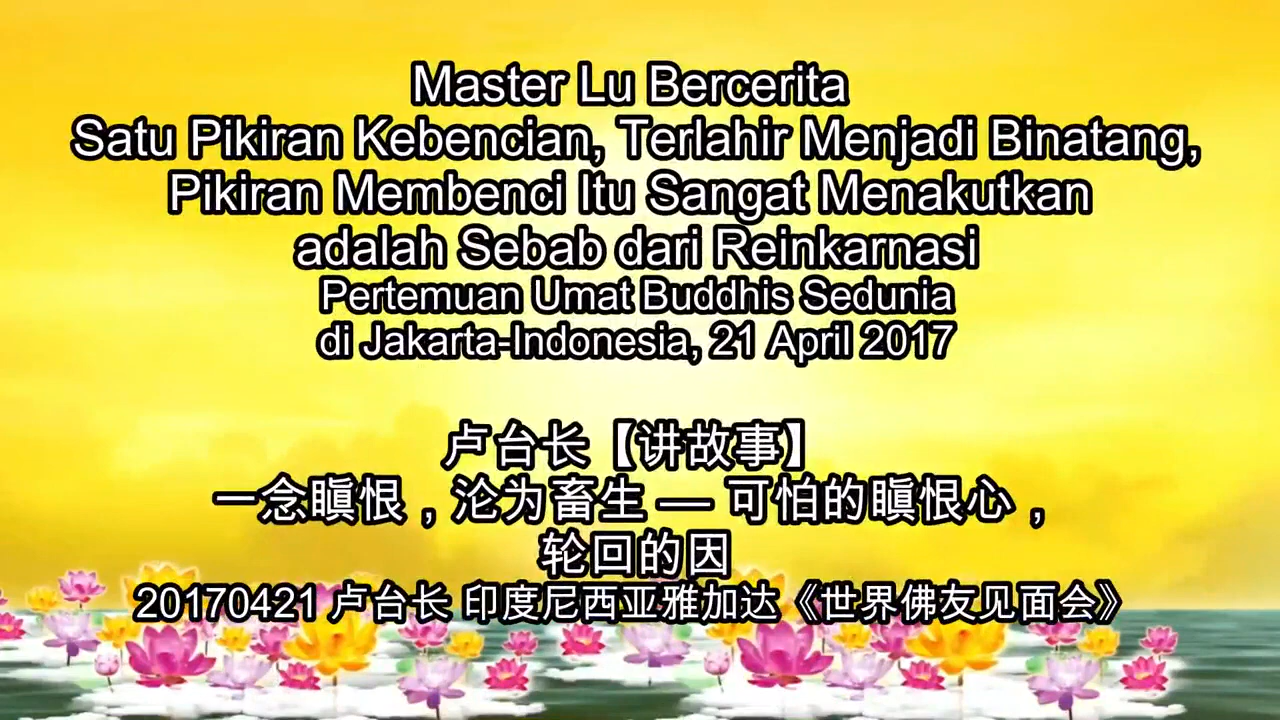 Master Lu Bercerita
Satu Pikiran Kebencian, Terlahir Menjadi Binatang,
Pikiran Membenci Itu Sangat Menakutkan
adalah Sebab dari Reinkarnasi
Pertemuan Umat Buddhis Sedunia
di Jakarta-Indonesia, 21 April 2017
卢台长【讲故事】
一念瞋恨，沦为畜生 — 可怕的瞋恨心，
轮回的因
20170421 卢台长 印度尼西亚雅加达《世界佛友见面会》